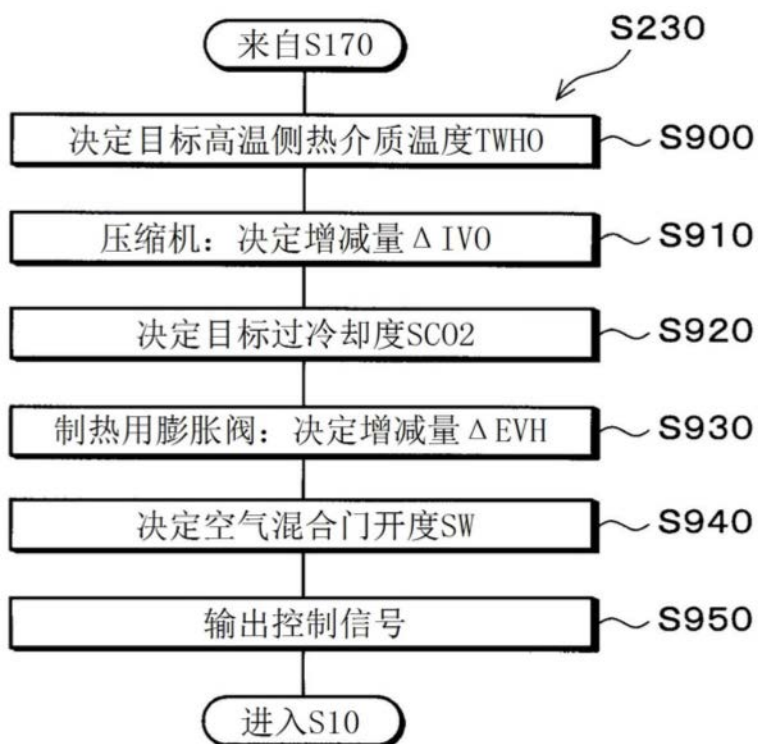 来自S170
S230
决定目标高温侧热介质温度TWHO
S900
压缩机：决定增减量ΔIVO
S910
决定目标过冷却度SCO2
S920
制热用膨胀阀：决定增减量ΔEVH
S930
决定空气混合门开度SW
S940
输出控制信号
S950
进入S10